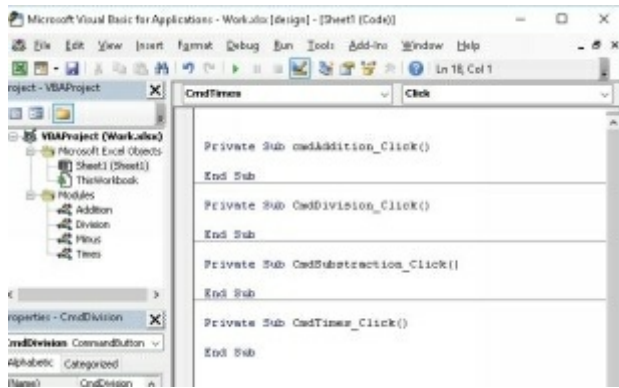 Microsoft Visual Basic for Applications - Work.xlsx [design] - [Sheet1 (Code)]
File Edit View Insert Format Debug Run Tools Add-Ins Window Help
Ln 18, Col 1
roject - VBAProject
CmdTimes Click
VBAProject (Work.xlsx)
Microsoft Excel Objects
Sheet1 (Sheet1)
ThisWorkbook
Modules
Addition
Division
Minus
Times
roperties - CmdDivision
CmdDivision CommandButton
Alphabetic Categorized
(Name) CmdDivision
Private Sub cmdAddition_Click()
End Sub
Private Sub CmdDivision_Click()
End Sub
Private Sub CmdSubstraction_Click()
End Sub
Private Sub CmdTimes_Click()
End Sub